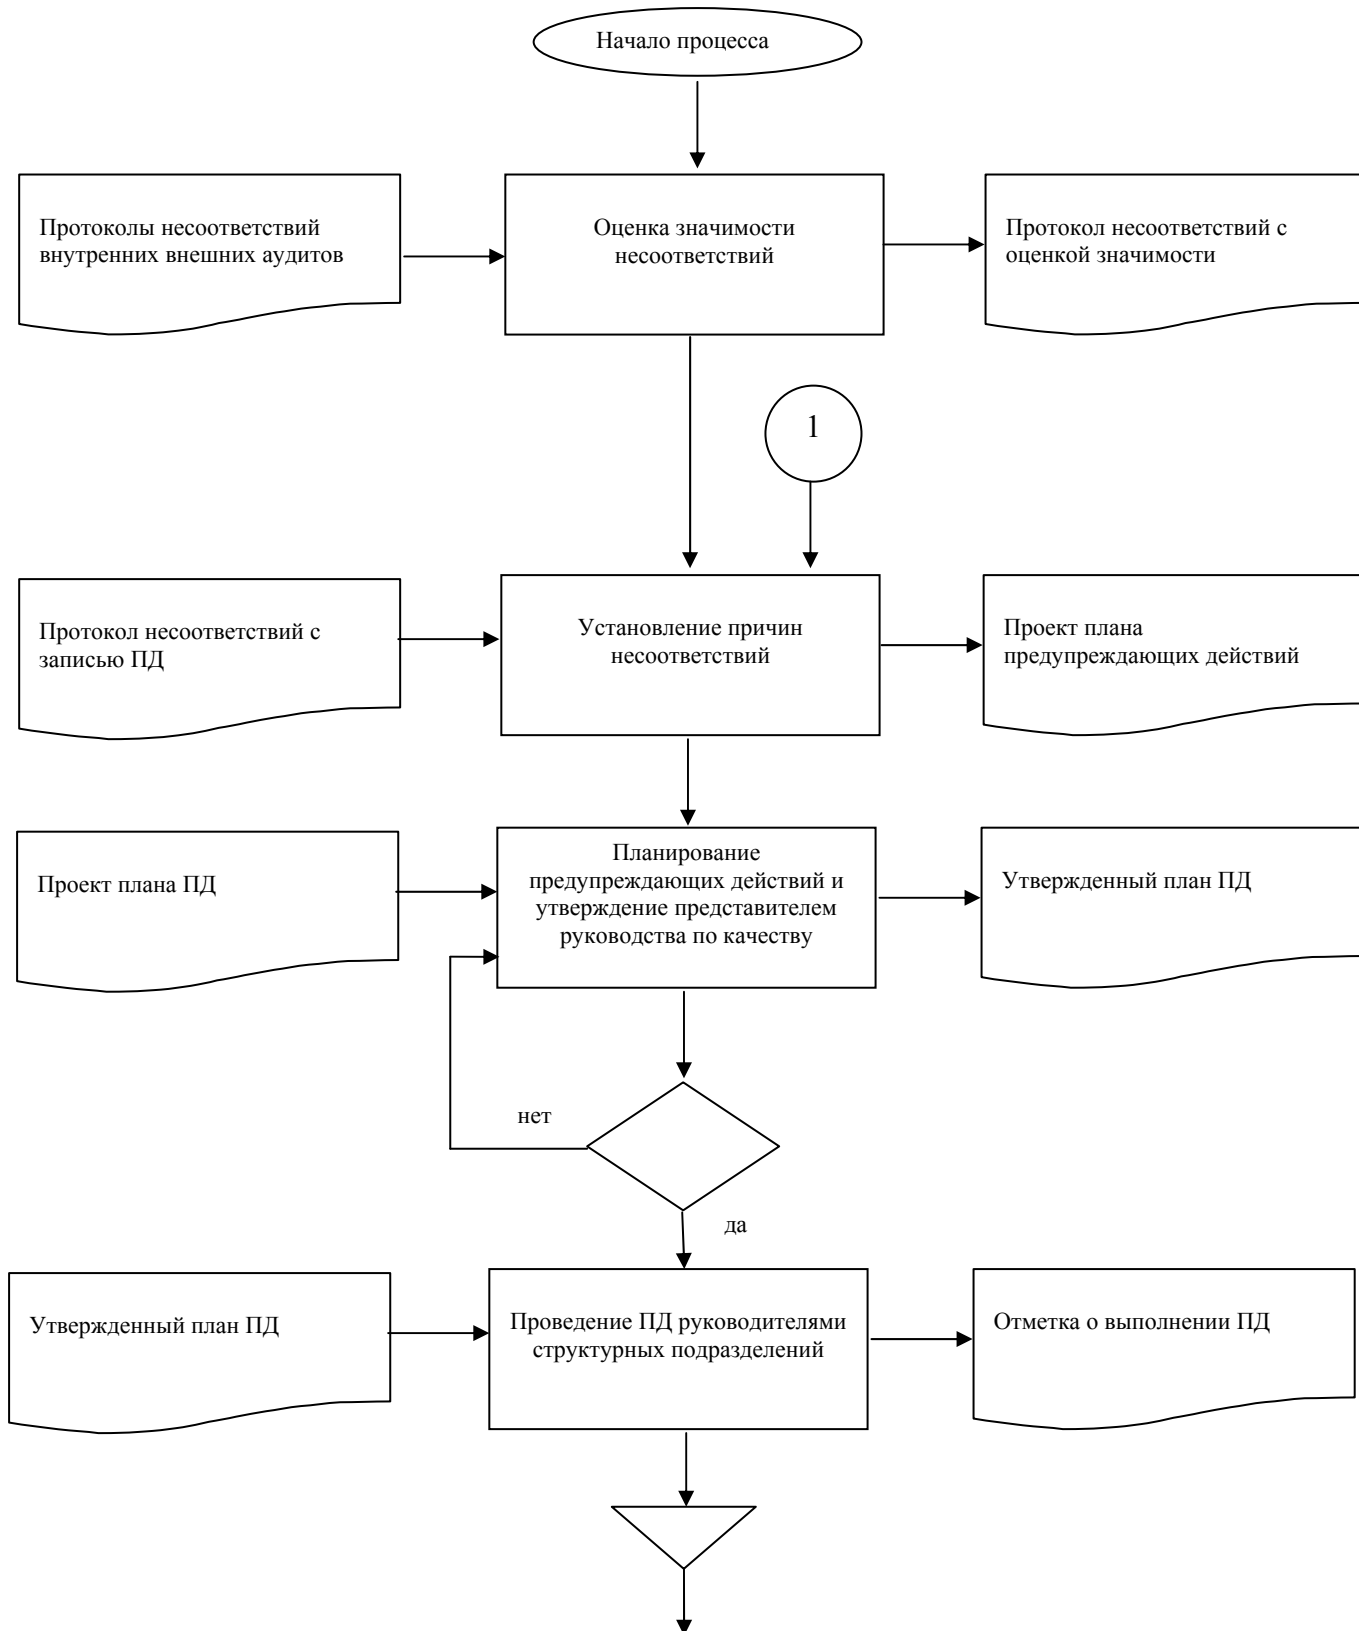 Начало процесса
Протоколы несоответствий
внутренних внешних аудитов
Оценка значимости
несоответствий
Протокол несоответствий с
оценкой значимости
1
Протокол несоответствий с
записью ПД
Установление причин
несоответствий
Проект плана
предупреждающих действий
Проект плана ПД
Планирование
предупреждающих действий и
утверждение представителем
руководства по качеству
Утвержденный план ПД
нет
да
Утвержденный план ПД
Проведение ПД руководителями
структурных подразделений
Отметка о выполнении ПД